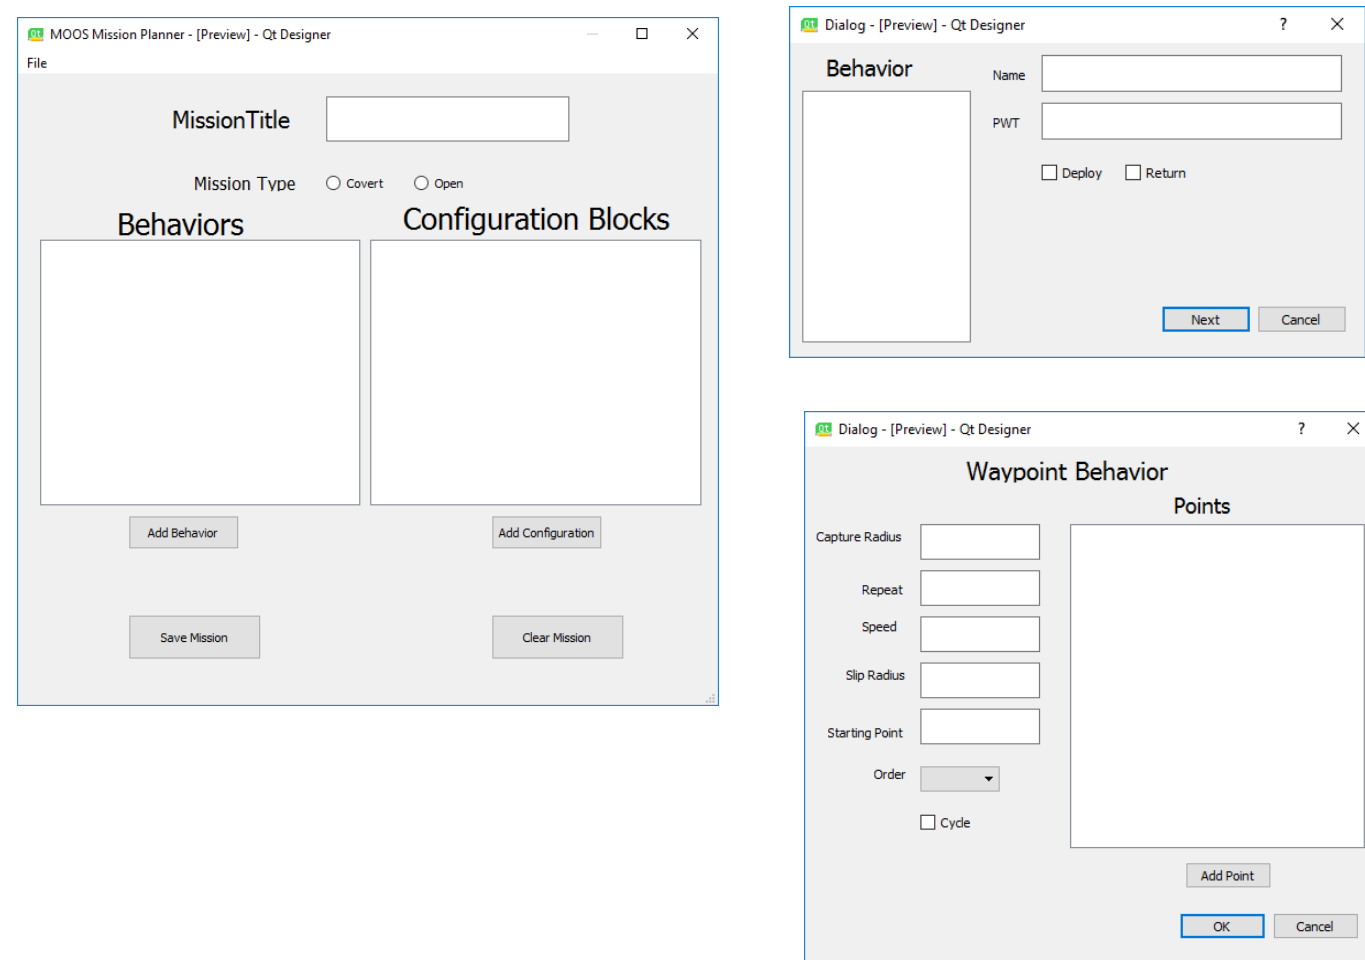 MOOS Mission Planner - [Preview] - Qt Designer
File
MissionTitle
Mission Type Covert Open
Behaviors Configuration Blocks
Add Behavior Add Configuration
Save Mission Clear Mission
Dialog - [Preview] - Qt Designer ?
Behavior
Name
PWT
Deploy Return
Next Cancel
Dialog - [Preview] - Qt Designer ?
Waypoint Behavior
Points
Capture Radius
Repeat
Speed
Slip Radius
Starting Point
Order
Cycle
Add Point
OK Cancel